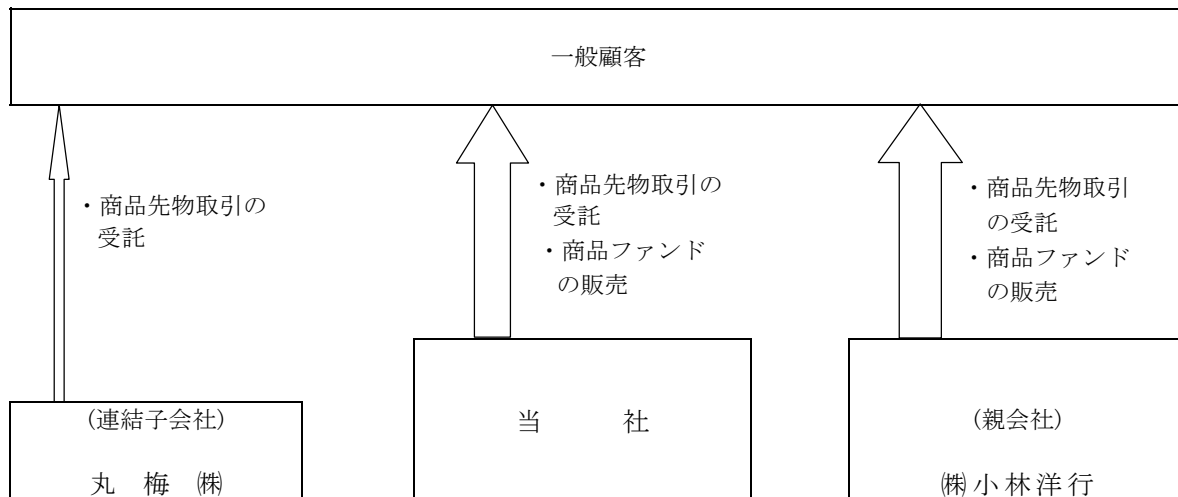 一般顧客
・商品先物取引の
受託
・商品先物取引の
受託
・商品ファンド
の販売
・商品先物取引
の受託
・商品ファンド
の販売
(連結子会社)
丸 梅 ㈱
当 社
(親会社)
㈱小林洋行